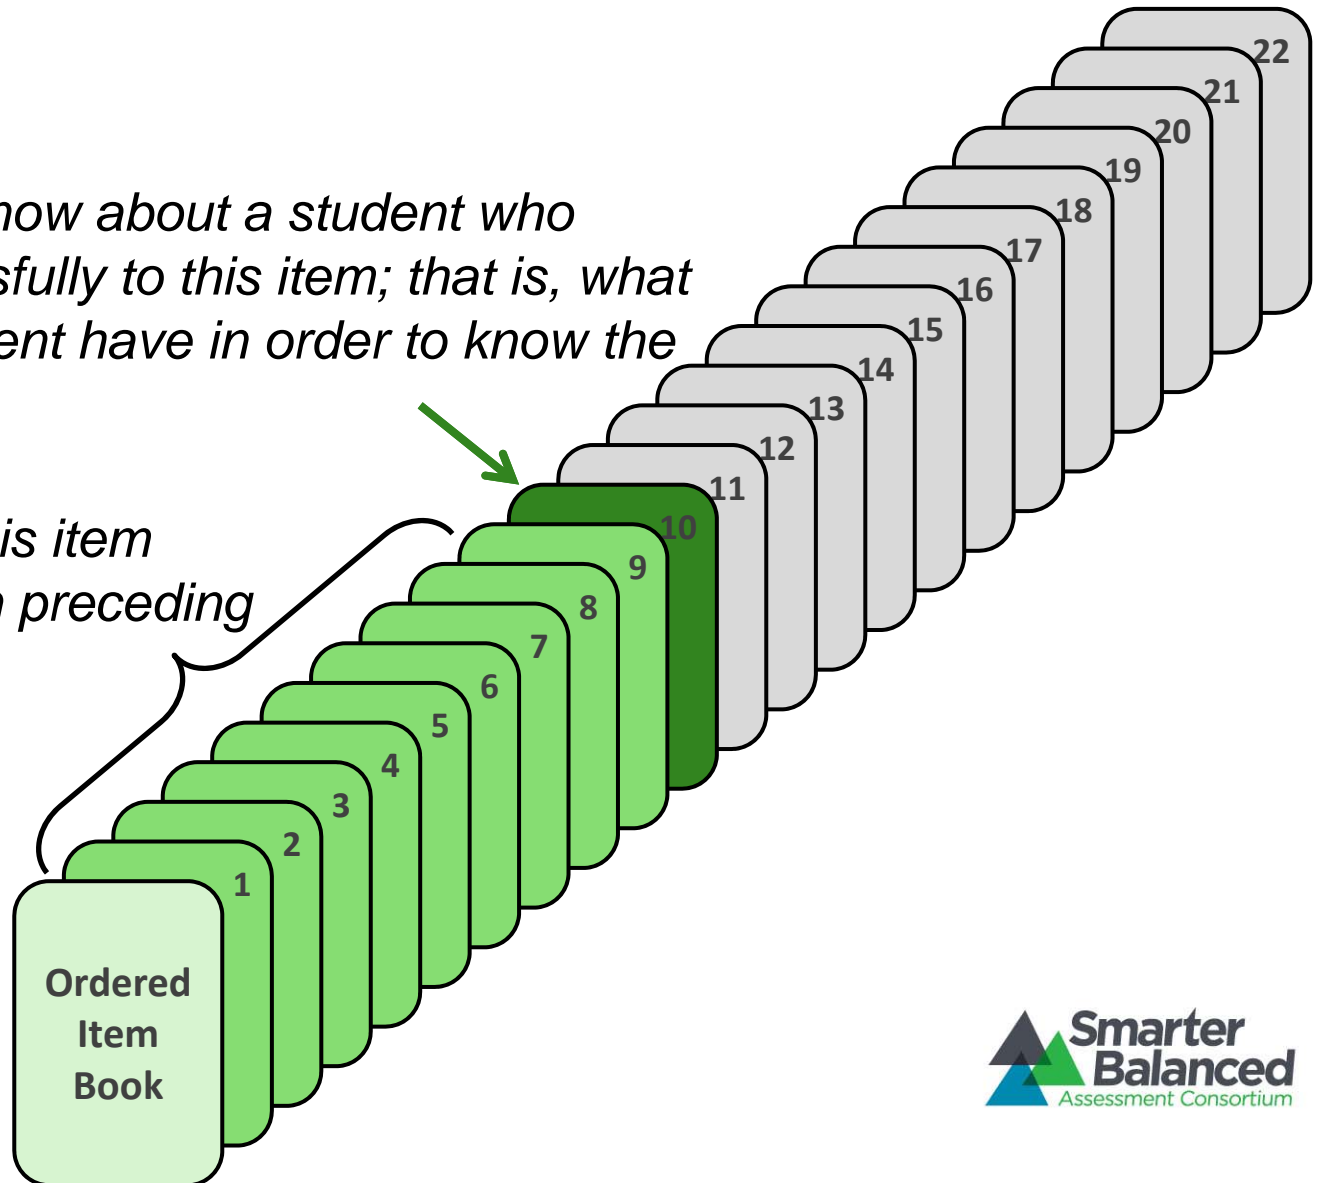 22
21
20
19
18
17
16
15
14
13
12
11
10
9
8
7
6
5
4
3
2
1
now about a student who
sfully to this item; that is, what
ent have in order to know the
is item
preceding
Ordered
Item
Book
Smarter
Balanced
Assessment Consortium